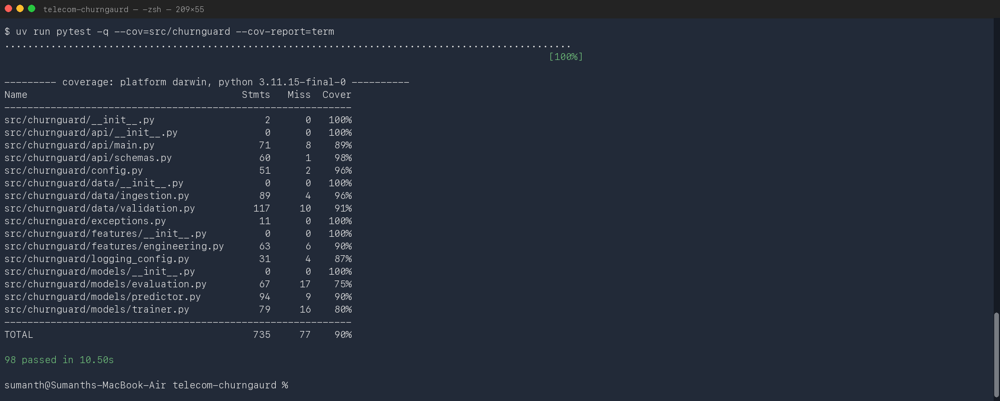 telecom-churngaurd — -zsh — 209×55
$ uv run pytest -q --cov=src/churnguard --cov-report=term
..................................................................................................
[100%]
--------- coverage: platform darwin, python 3.11.15-final-0 ----------
Name                                     Stmts   Miss  Cover
------------------------------------------------------------
src/churnguard/__init__.py                   2      0   100%
src/churnguard/api/__init__.py               0      0   100%
src/churnguard/api/main.py                  71      8    89%
src/churnguard/api/schemas.py               60      1    98%
src/churnguard/config.py                    51      2    96%
src/churnguard/data/__init__.py              0      0   100%
src/churnguard/data/ingestion.py            89      4    96%
src/churnguard/data/validation.py          117     10    91%
src/churnguard/exceptions.py                11      0   100%
src/churnguard/features/__init__.py          0      0   100%
src/churnguard/features/engineering.py      63      6    90%
src/churnguard/logging_config.py            31      4    87%
src/churnguard/models/__init__.py            0      0   100%
src/churnguard/models/evaluation.py         67     17    75%
src/churnguard/models/predictor.py          94      9    90%
src/churnguard/models/trainer.py            79     16    80%
------------------------------------------------------------
TOTAL                                      735     77    90%
98 passed in 10.50s
sumanth@Sumanths-MacBook-Air telecom-churngaurd %